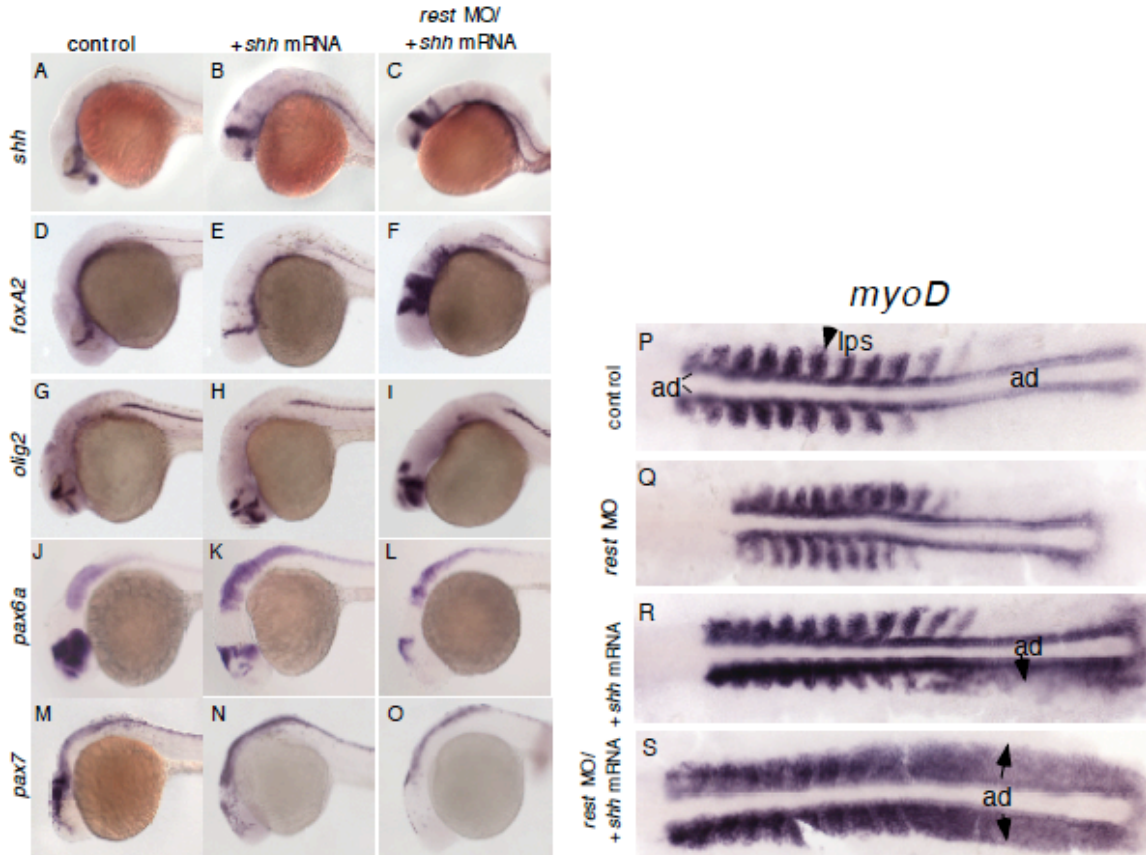 control
+shh mRNA
rest MO/
+shh mRNA
shh
A
B
C
foxA2
D
E
F
olig2
G
H
I
pax6a
J
K
L
pax7
M
N
O
myoD
control
P
lps
ad
ad
rest MO
Q
+shh mRNA
R
ad
rest MO/
+shh mRNA
S
ad